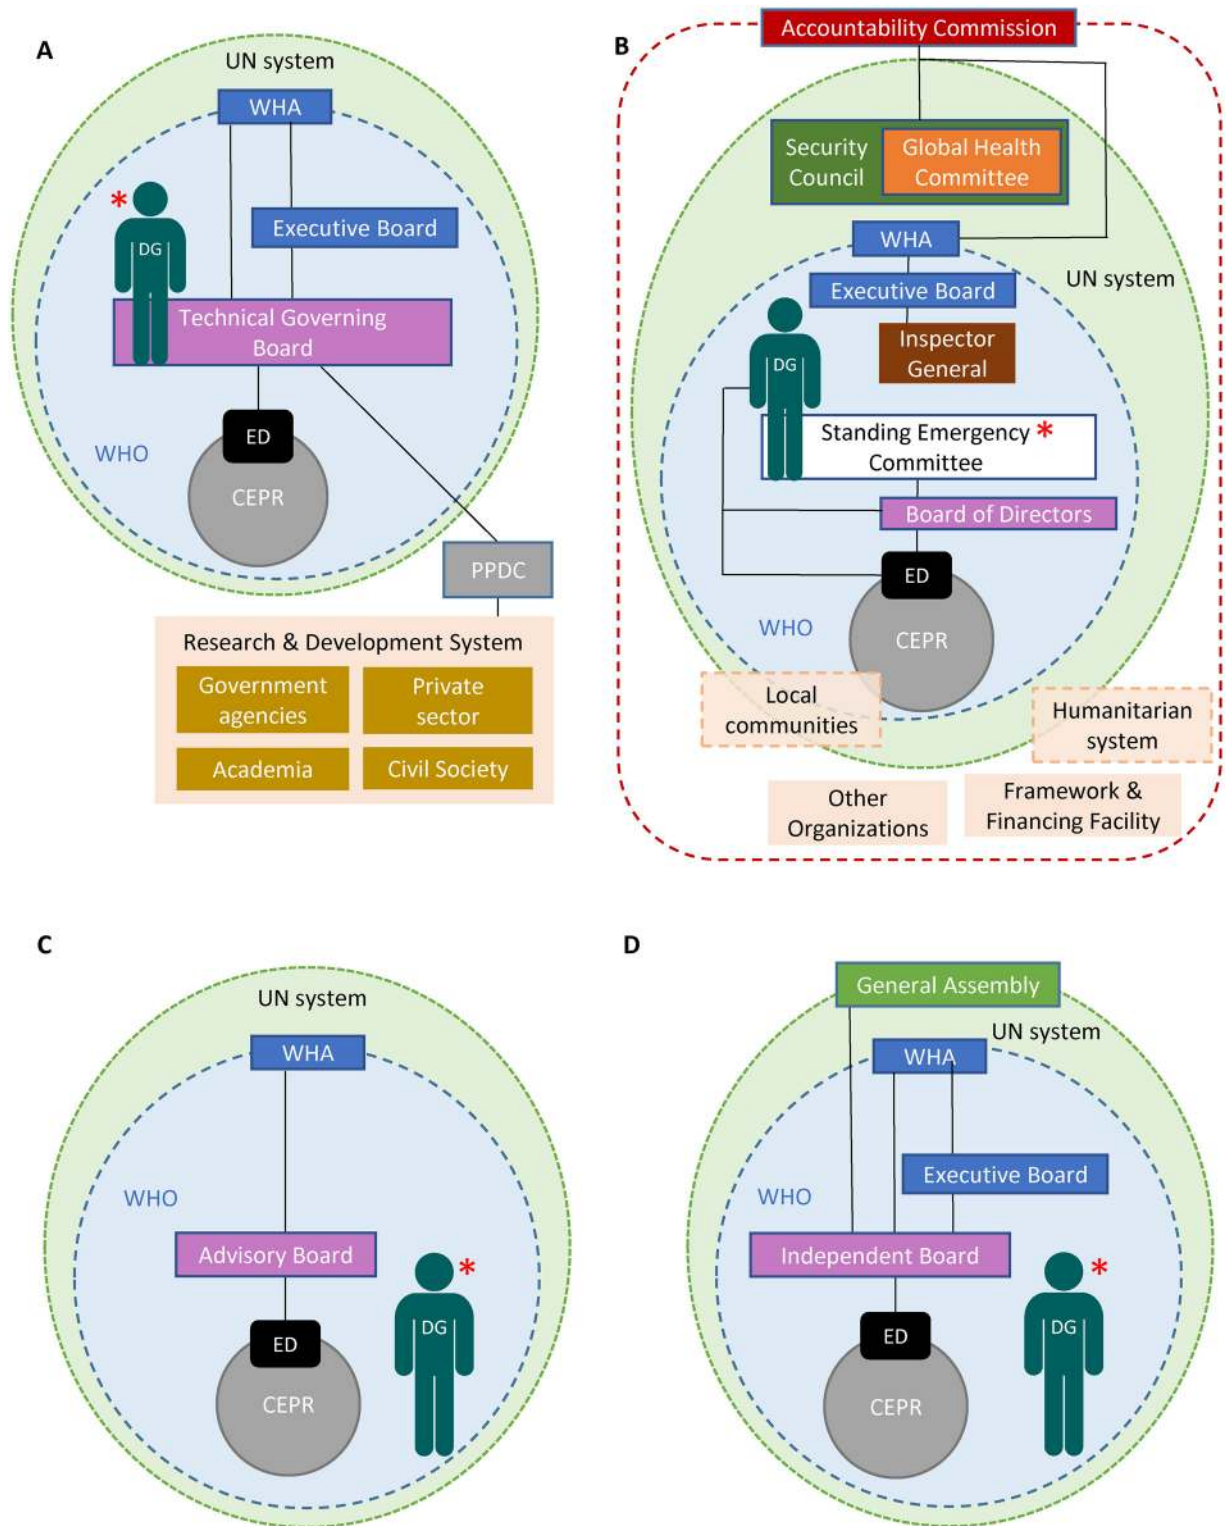 A
UN system
WHA
*
DG
Executive Board
Technical Governing
Board
ED
WHO
CEPR
PPDC
Research & Development System
Government
agencies
Private
sector
Academia
Civil Society
B
Accountability Commission
Security
Council
Global Health
Committee
WHA
UN system
Executive Board
Inspector
General
DG
Standing Emergency *
Committee
Board of Directors
ED
WHO
CEPR
Local
communities
Humanitarian
system
Other
Organizations
Framework &
Financing Facility
C
UN system
WHA
WHO
Advisory Board
*
DG
ED
CEPR
D
General Assembly
UN system
WHA
Executive Board
WHO
Independent Board
*
DG
ED
CEPR